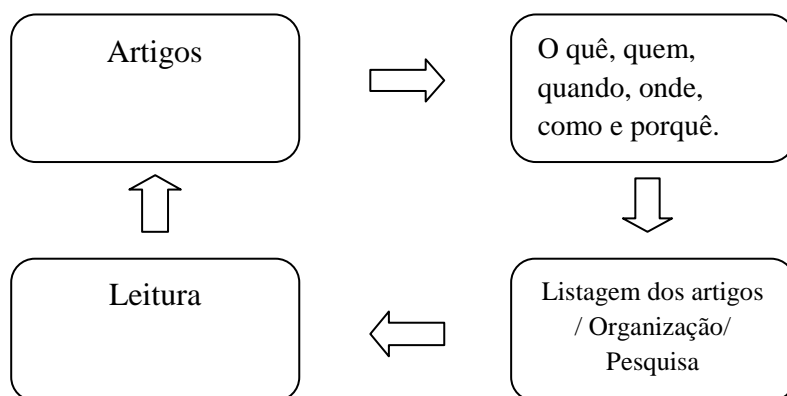 Artigos
O quê, quem,
quando, onde,
como e porquê.
Leitura
Listagem dos artigos
/ Organização/
Pesquisa